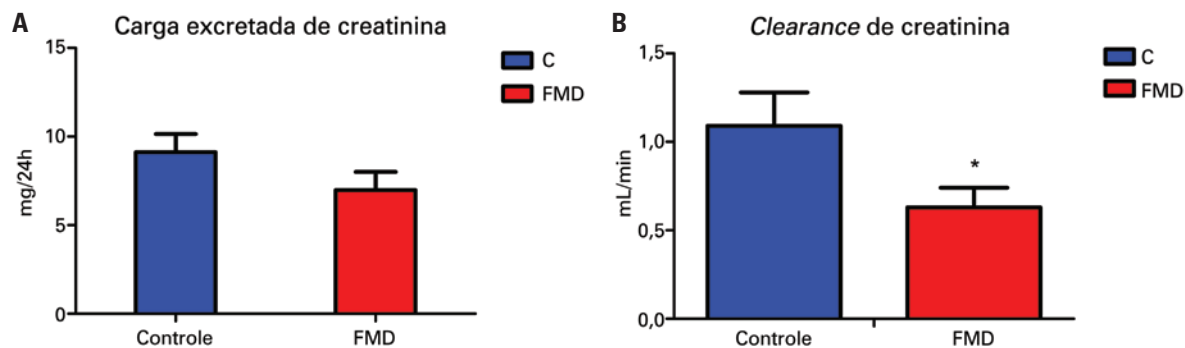 A
Carga excretada de creatinina
15
10
5
0
mg/24h
Controle
FMD
C
FMD
B
Clearance de creatinina
1,5
1,0
0,5
0,0
mL/min
*
Controle
FMD
C
FMD